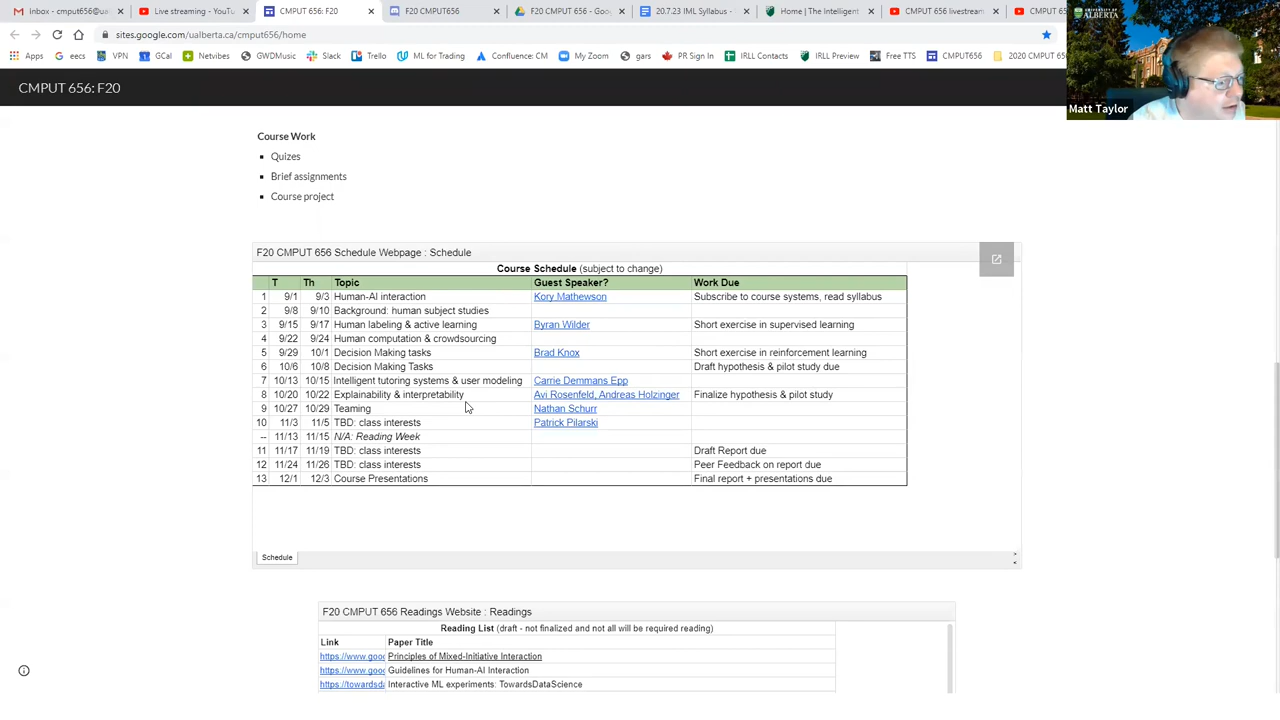 Inbox - cmput656@ua
Live streaming - YouTu
CMPUT 656: F20
F20 CMPUT656
F20 CMPUT 656 - Goo
20.7.23 IML Syllabus -
Home | The Intelligent
CMPUT 656 livestream
CMPUT 65
sites.google.com/ualberta.ca/cmput656/home
Apps eecs VPN GCal Netvibes GWDMusic Slack Trello ML for Trading Confluence: CM My Zoom gars PR Sign In IRLL Contacts IRLL Preview Free TTS CMPUT656 2020 CMPUT 656
UNIVERSITY OF
ALBERTA
Matt Taylor
CMPUT 656: F20
Course Work
Quizes
Brief assignments
Course project
F20 CMPUT 656 Schedule Webpage : Schedule
Course Schedule (subject to change)
T Th Topic Guest Speaker? Work Due
1 9/1 9/3 Human-AI interaction Kory Mathewson Subscribe to course systems, read syllabus
2 9/8 9/10 Background: human subject studies
3 9/15 9/17 Human labeling & active learning Byran Wilder Short exercise in supervised learning
4 9/22 9/24 Human computation & crowdsourcing
5 9/29 10/1 Decision Making tasks Brad Knox Short exercise in reinforcement learning
6 10/6 10/8 Decision Making Tasks Draft hypothesis & pilot study due
7 10/13 10/15 Intelligent tutoring systems & user modeling Carrie Demmans Epp
8 10/20 10/22 Explainability & interpretability Avi Rosenfeld, Andreas Holzinger Finalize hypothesis & pilot study
9 10/27 10/29 Teaming Nathan Schurr
10 11/3 11/5 TBD: class interests Patrick Pilarski
-- 11/13 11/15 N/A: Reading Week
11 11/17 11/19 TBD: class interests Draft Report due
12 11/24 11/26 TBD: class interests Peer Feedback on report due
13 12/1 12/3 Course Presentations Final report + presentations due
Schedule
F20 CMPUT 656 Readings Website : Readings
Reading List (draft - not finalized and not all will be required reading)
Link Paper Title
https://www.goo Principles of Mixed-Initiative Interaction
https://www.goo Guidelines for Human-AI Interaction
https://towardsda Interactive ML experiments: TowardsDataScience